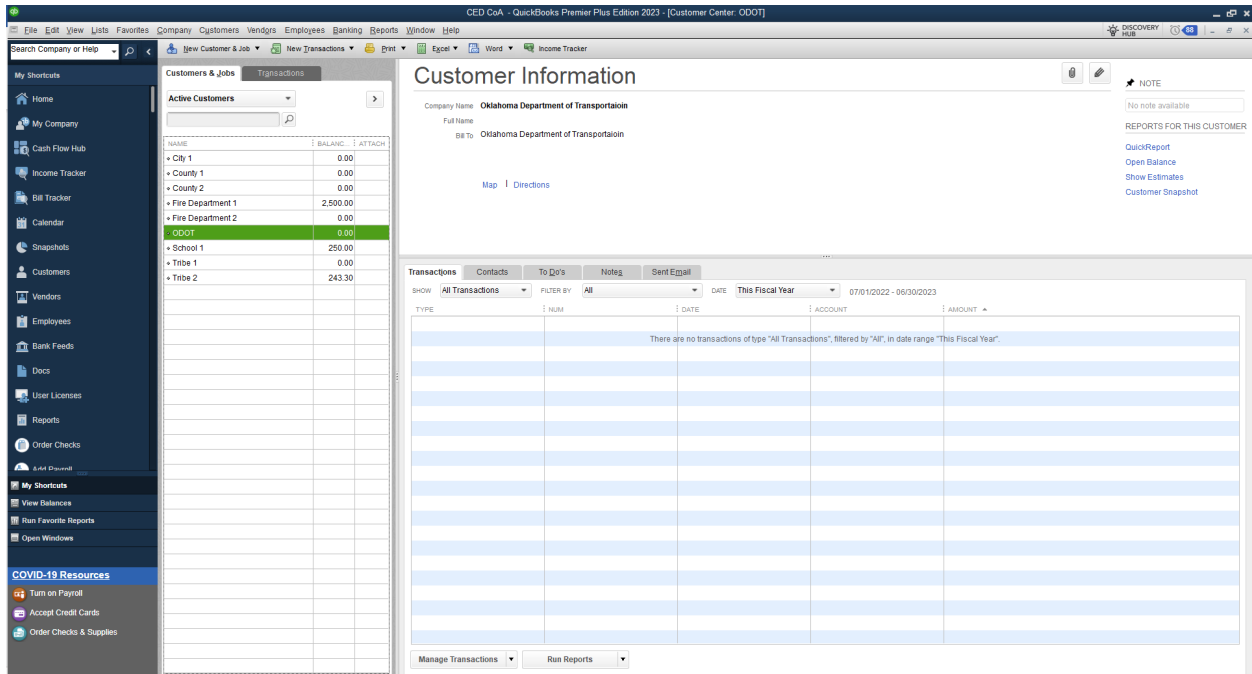 CED CoA - QuickBooks Premier Plus Edition 2023 - [Customer Center: ODOT]
File Edit View Lists Favorites Company Customers Vendors Employees Banking Reports Window Help
DISCOVERY HUB 88
Search Company or Help
New Customer & Job New Transactions Print Excel Word Income Tracker
My Shortcuts
Home
My Company
Cash Flow Hub
Income Tracker
Bill Tracker
Calendar
Snapshots
Customers
Vendors
Employees
Bank Feeds
Docs
User Licenses
Reports
Order Checks
Add Payroll
My Shortcuts
View Balances
Run Favorite Reports
Open Windows
COVID-19 Resources
Turn on Payroll
Accept Credit Cards
Order Checks & Supplies
Customers & Jobs Transactions
Active Customers
NAME BALANC... ATTACH
City 1 0.00
County 1 0.00
County 2 0.00
Fire Department 1 2,500.00
Fire Department 2 0.00
ODOT 0.00
School 1 250.00
Tribe 1 0.00
Tribe 2 243.30
Customer Information
Company Name Oklahoma Department of Transportaioin
Full Name
Bill To Oklahoma Department of Transportaioin
Map | Directions
NOTE
No note available
REPORTS FOR THIS CUSTOMER
QuickReport
Open Balance
Show Estimates
Customer Snapshot
Transactions Contacts To Do's Notes Sent Email
SHOW All Transactions FILTER BY All DATE This Fiscal Year 07/01/2022 - 06/30/2023
TYPE NUM DATE ACCOUNT AMOUNT
There are no transactions of type "All Transactions", filtered by "All", in date range "This Fiscal Year".
Manage Transactions Run Reports